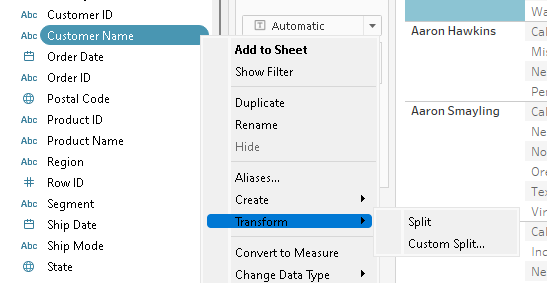 Abc Customer ID
Abc Customer Name
Order Date
Abc Order ID
Postal Code
Abc Product ID
Abc Product Name
Abc Region
Row ID
Abc Segment
Ship Date
Abc Ship Mode
State
Automatic
Add to Sheet
Show Filter
Duplicate
Rename
Hide
Aliases...
Create
Transform
Convert to Measure
Change Data Type
Split
Custom Split...
Wa
Aaron Hawkins
Cal
Mis
Ne
Per
Aaron Smayling
Cal
Ne
No
Ore
Tex
Vir
Cal
Ind
Wa